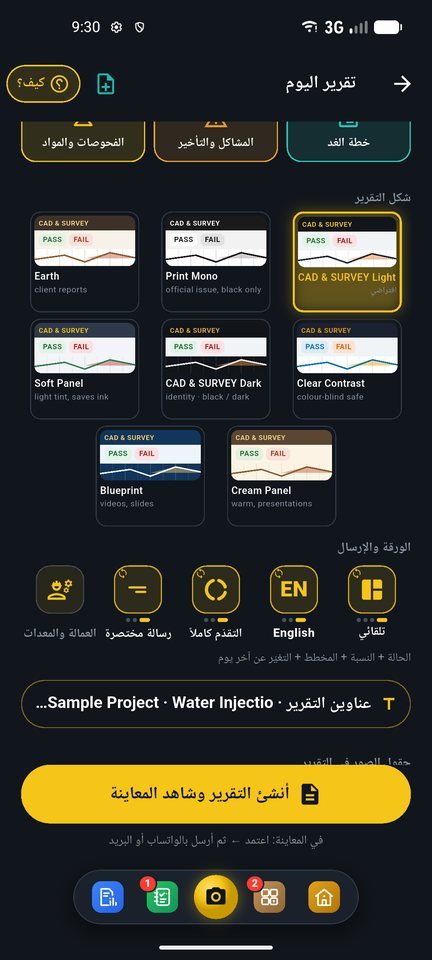 9:30
3G
تقرير اليوم
كيف؟
خطة الغد
المشاكل والتأخير
الفحوصات والمواد
شكل التقرير
CAD & SURVEY
PASS FAIL
CAD & SURVEY Light
افتراضي
CAD & SURVEY
PASS FAIL
Print Mono
official issue, black only
CAD & SURVEY
PASS FAIL
Earth
client reports
CAD & SURVEY
PASS FAIL
Clear Contrast
colour-blind safe
CAD & SURVEY
PASS FAIL
CAD & SURVEY Dark
identity · black / dark
CAD & SURVEY
PASS FAIL
Soft Panel
light tint, saves ink
CAD & SURVEY
PASS FAIL
Cream Panel
warm, presentations
CAD & SURVEY
PASS FAIL
Blueprint
videos, slides
الورقة والإرسال
تلقائي
EN
English
التقدّم كاملاً
رسالة مختصرة
العمالة والمعدات
الحالة + النسبة + المخطط + التغيّر عن آخر يوم
T
عناوين التقرير · Sample Project · Water Injectio...
حقول الصور في التقرير
أنشئ التقرير وشاهد المعاينة
في المعاينة: اعتمد ← ثم أرسل بالواتساب أو البريد
1
2